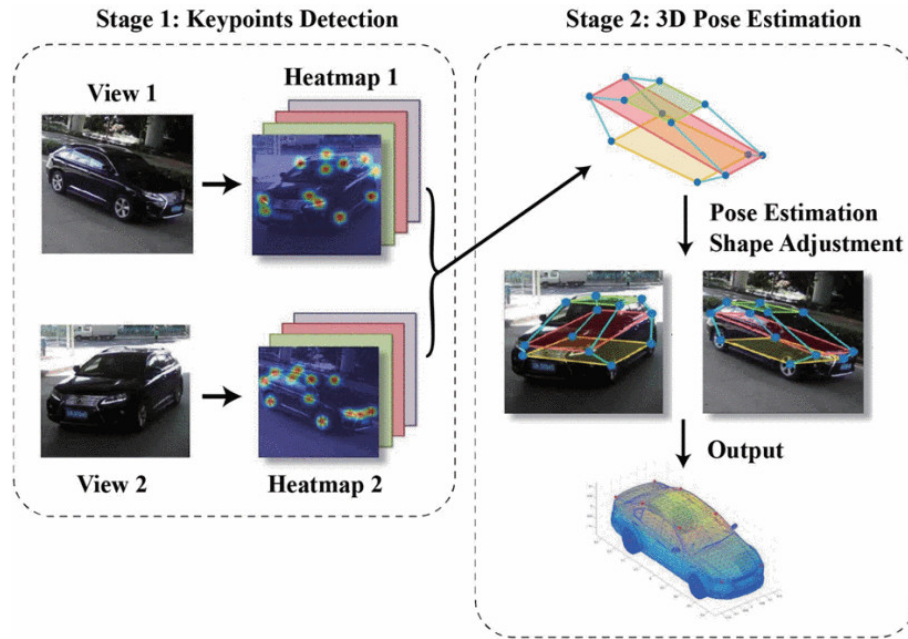 Stage 1: Keypoints Detection
View 1
Heatmap 1
View 2
Heatmap 2
Stage 2: 3D Pose Estimation
Pose Estimation
Shape Adjustment
Output